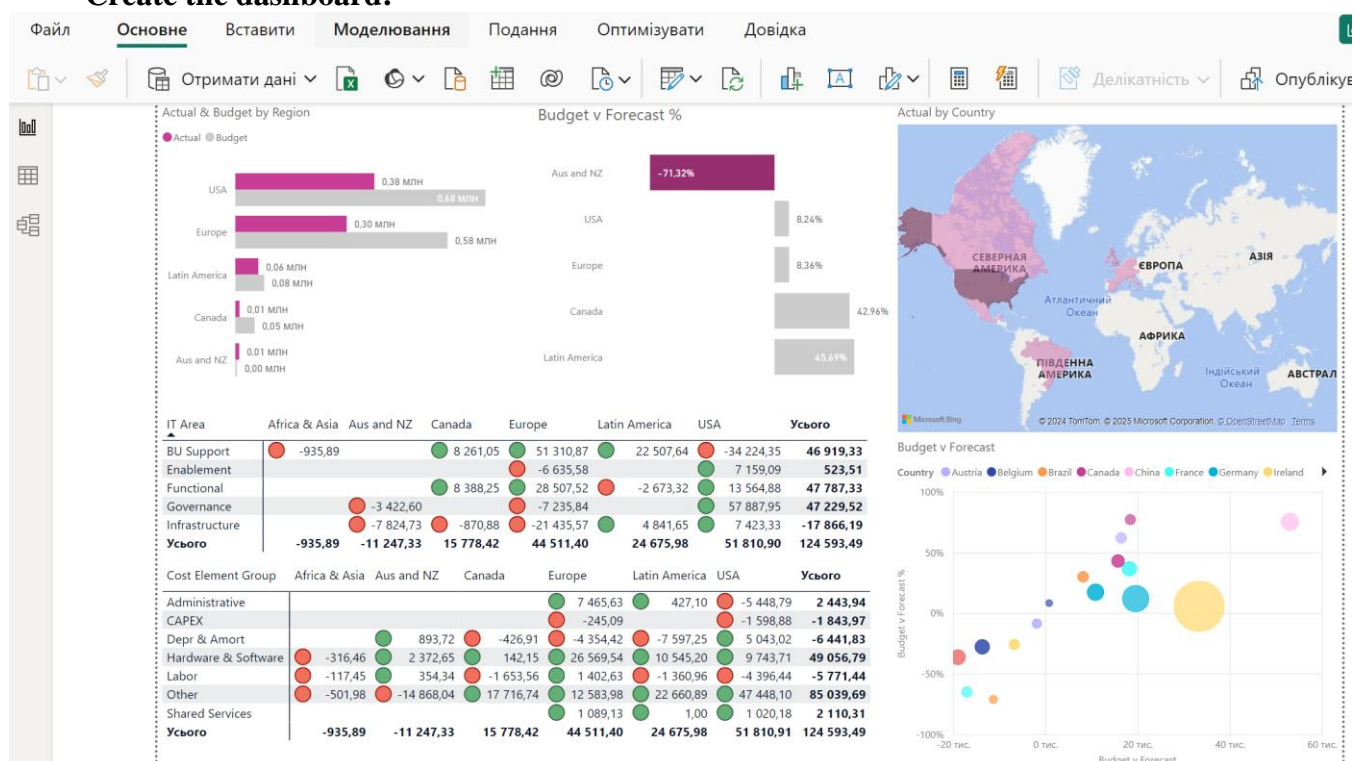 Create the dashboard?
Файл Основне Вставити Моделювання Подання Оптимізувати Довідка
Отримати дані Делікатність Опублікув
Actual & Budget by Region
Actual Budget
USA 0,38 млн 0,68 млн
Europe 0,30 млн 0,58 млн
Latin America 0,06 млн 0,08 млн
Canada 0,01 млн 0,05 млн
Aus and NZ 0,01 млн 0,00 млн
Budget v Forecast %
Aus and NZ -71,32%
USA 8,24%
Europe 8,36%
Canada 42,96%
Latin America 45,69%
Actual by Country
СЕВЕРНАЯ АМЕРИКА
ЄВРОПА
АЗІЯ
Атлантичний Океан
АФРИКА
ПІВДЕННА АМЕРИКА
Індійський Океан
АВСТРАЛ
Microsoft Bing
© 2024 TomTom, © 2025 Microsoft Corporation, © OpenStreetMap Terms
IT Area Africa & Asia Aus and NZ Canada Europe Latin America USA Усього
BU Support -935,89 8 261,05 51 310,87 22 507,64 -34 224,35 46 919,33
Enablement -6 635,58 7 159,09 523,51
Functional 8 388,25 28 507,52 -2 673,32 13 564,88 47 787,33
Governance -3 422,60 -7 235,84 57 887,95 47 229,52
Infrastructure -7 824,73 -870,88 -21 435,57 4 841,65 7 423,33 -17 866,19
Усього -935,89 -11 247,33 15 778,42 44 511,40 24 675,98 51 810,90 124 593,49
Cost Element Group Africa & Asia Aus and NZ Canada Europe Latin America USA Усього
Administrative 7 465,63 427,10 -5 448,79 2 443,94
CAPEX -245,09 -1 598,88 -1 843,97
Depr & Amort 893,72 -426,91 -4 354,42 -7 597,25 5 043,02 -6 441,83
Hardware & Software -316,46 2 372,65 142,15 26 569,54 10 545,20 9 743,71 49 056,79
Labor -117,45 354,34 -1 653,56 1 402,63 -1 360,96 -4 396,44 -5 771,44
Other -501,98 -14 868,04 17 716,74 12 583,98 22 660,89 47 448,10 85 039,69
Shared Services 1 089,13 1,00 1 020,18 2 110,31
Усього -935,89 -11 247,33 15 778,42 44 511,40 24 675,98 51 810,91 124 593,49
Budget v Forecast
Country Austria Belgium Brazil Canada China France Germany Ireland
Budget v Forecast %
100%
50%
0%
-50%
-100%
-20 тис. 0 тис. 20 тис. 40 тис. 60 тис.
Budget v Forecast